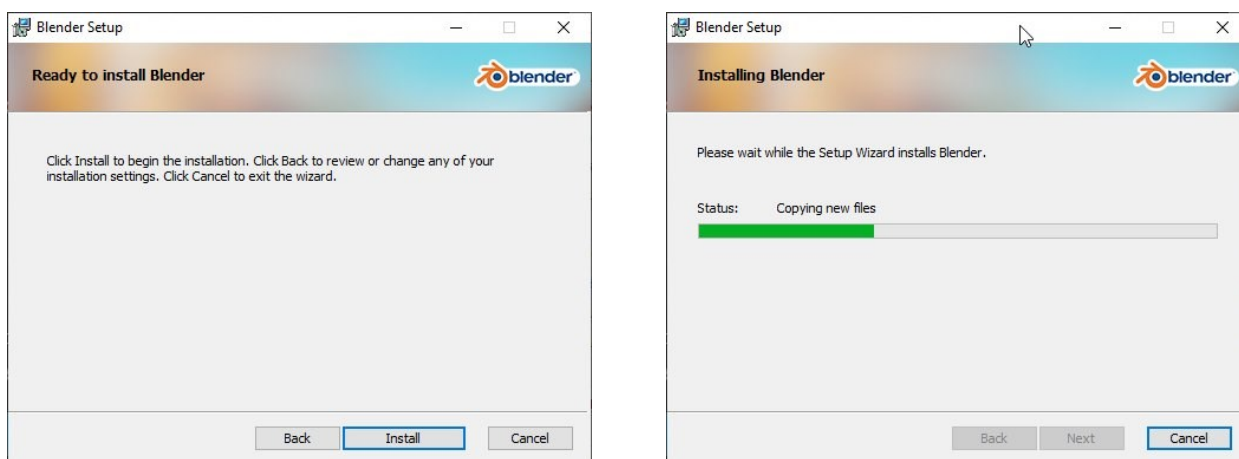 Blender Setup
Ready to install Blender
blender
Click Install to begin the installation. Click Back to review or change any of your
installation settings. Click Cancel to exit the wizard.
Back
Install
Cancel
Blender Setup
Installing Blender
blender
Please wait while the Setup Wizard installs Blender.
Status: Copying new files
Back
Next
Cancel